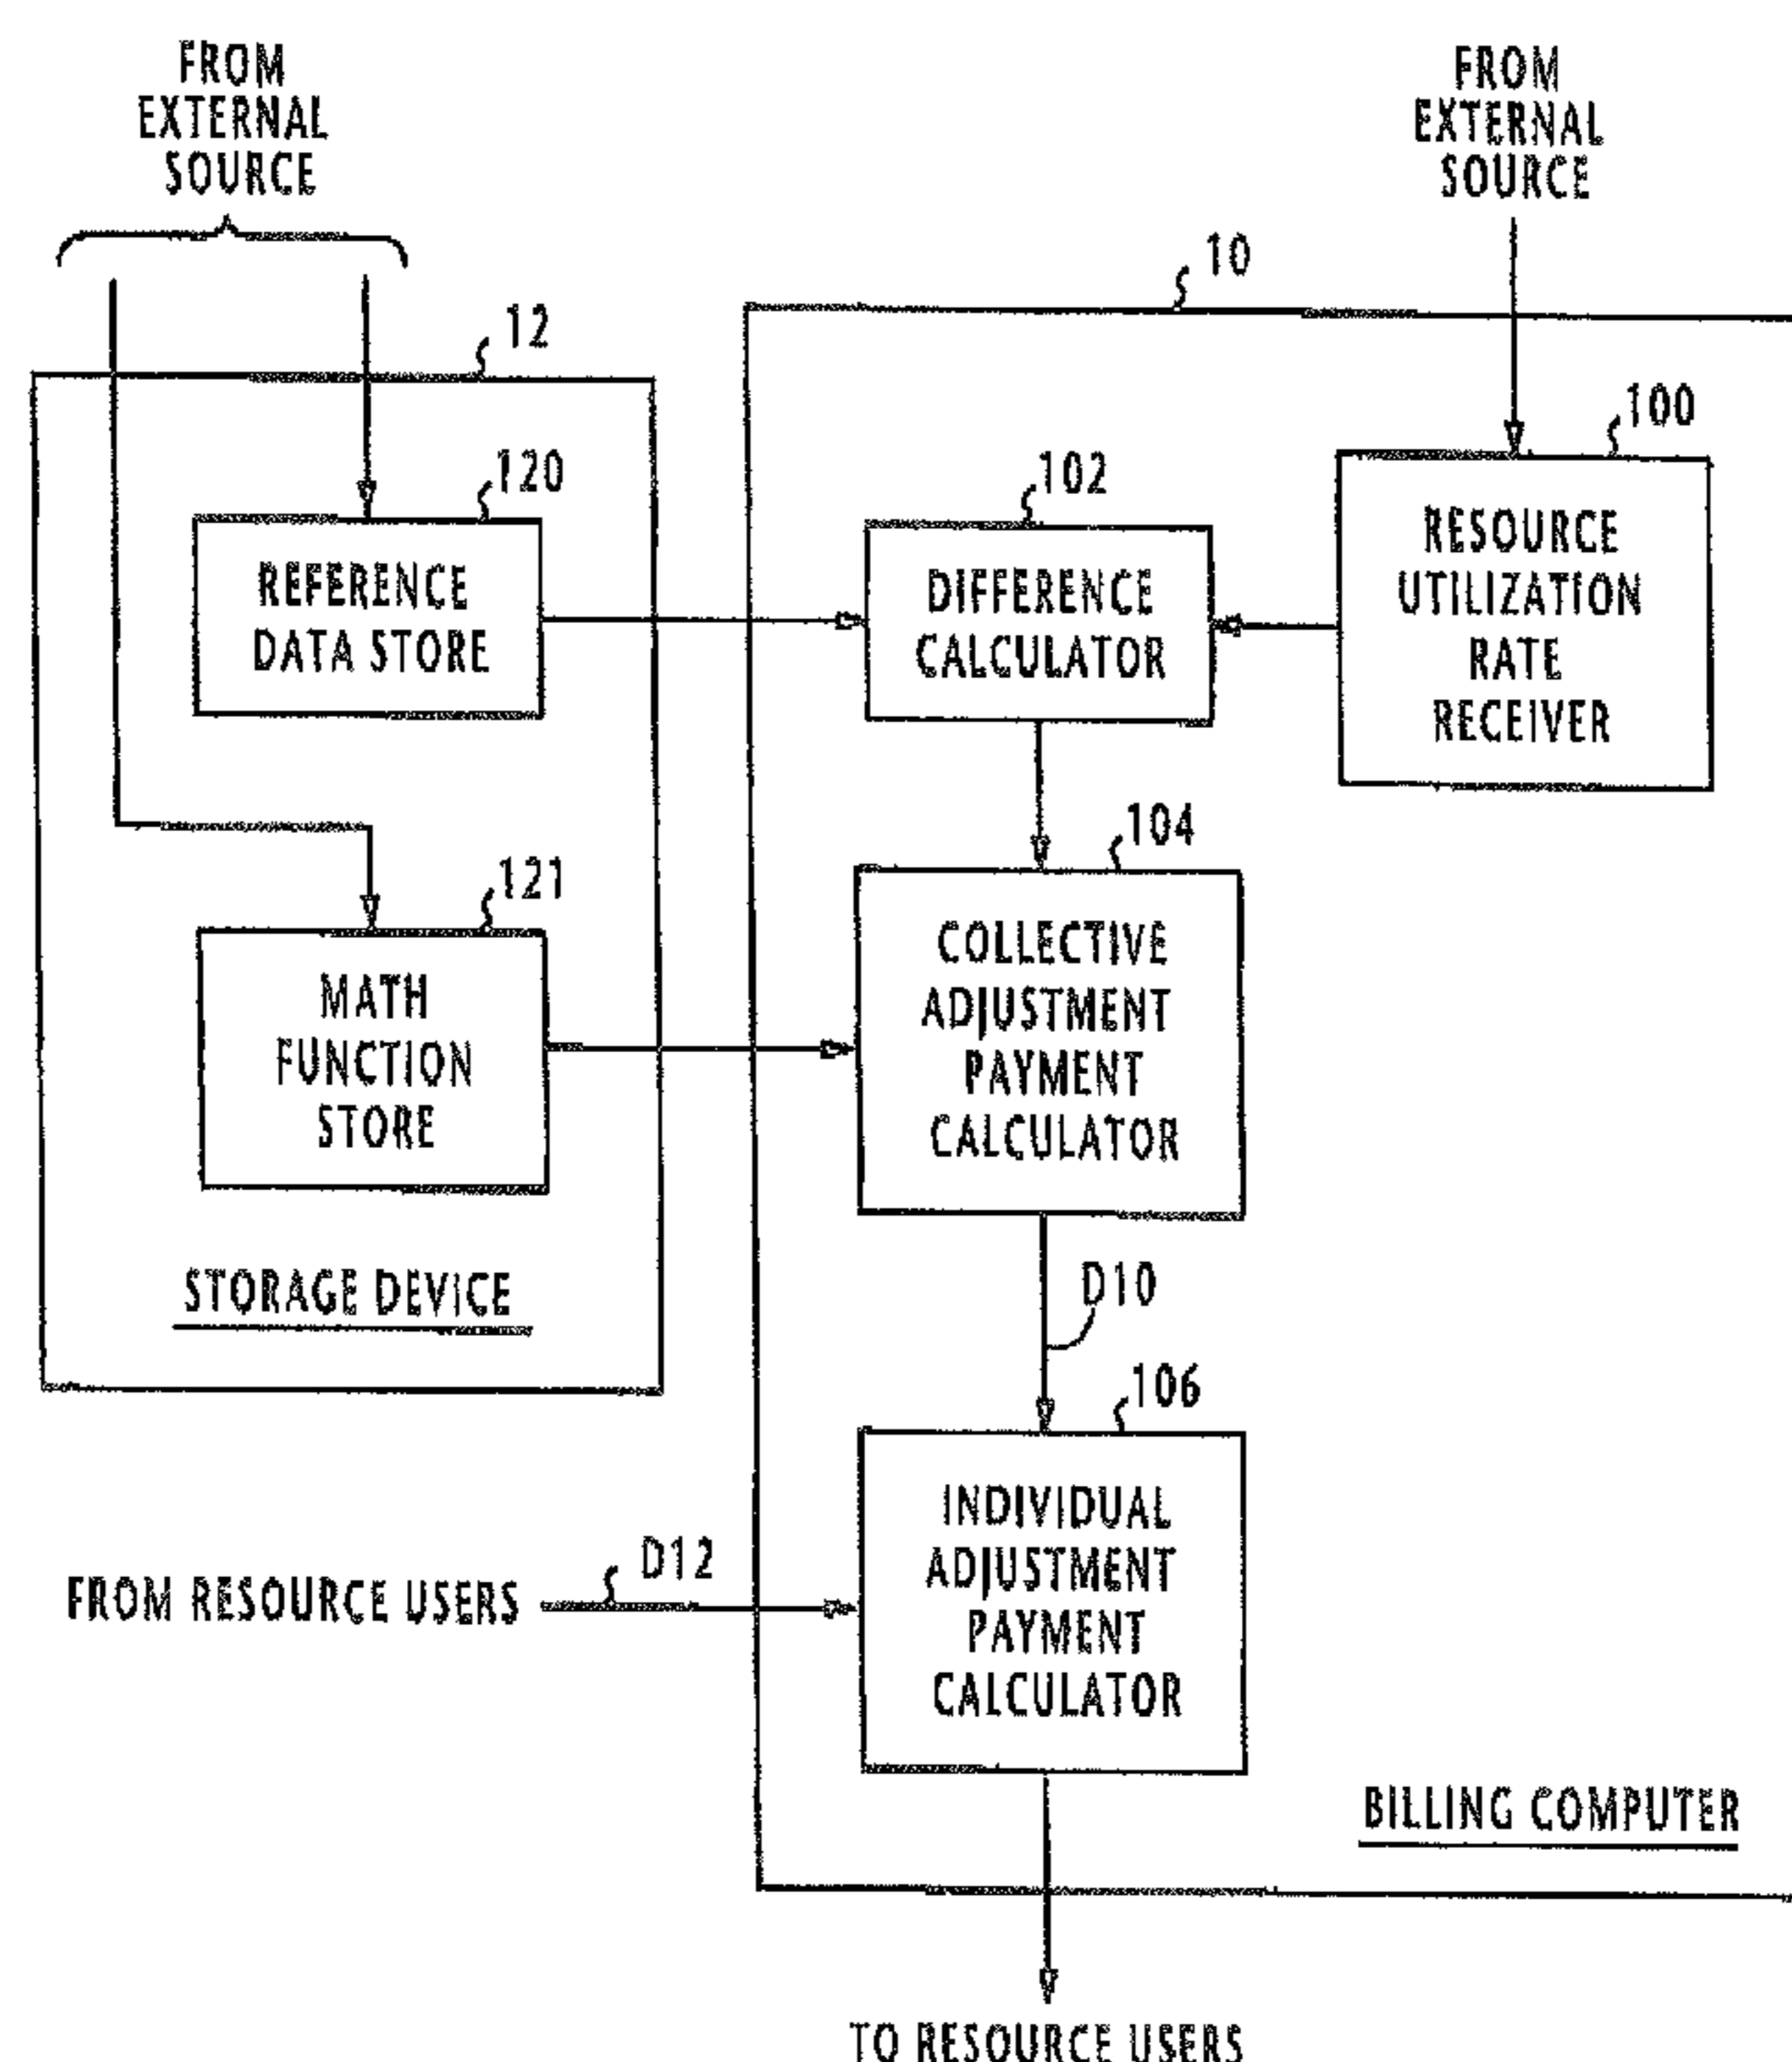 FROM
EXTERNAL
SOURCE
FROM
EXTERNAL
SOURCE
10
12
100
120
102
REFERENCE
DATA STORE
DIFFERENCE
CALCULATOR
RESOURCE
UTILIZATION
RATE
RECEIVER
104
121
MATH
FUNCTION
STORE
COLLECTIVE
ADJUSTMENT
PAYMENT
CALCULATOR
STORAGE DEVICE
D10
106
INDIVIDUAL
ADJUSTMENT
PAYMENT
CALCULATOR
D12
FROM RESOURCE USERS
BILLING COMPUTER
TO RESOURCE USERS